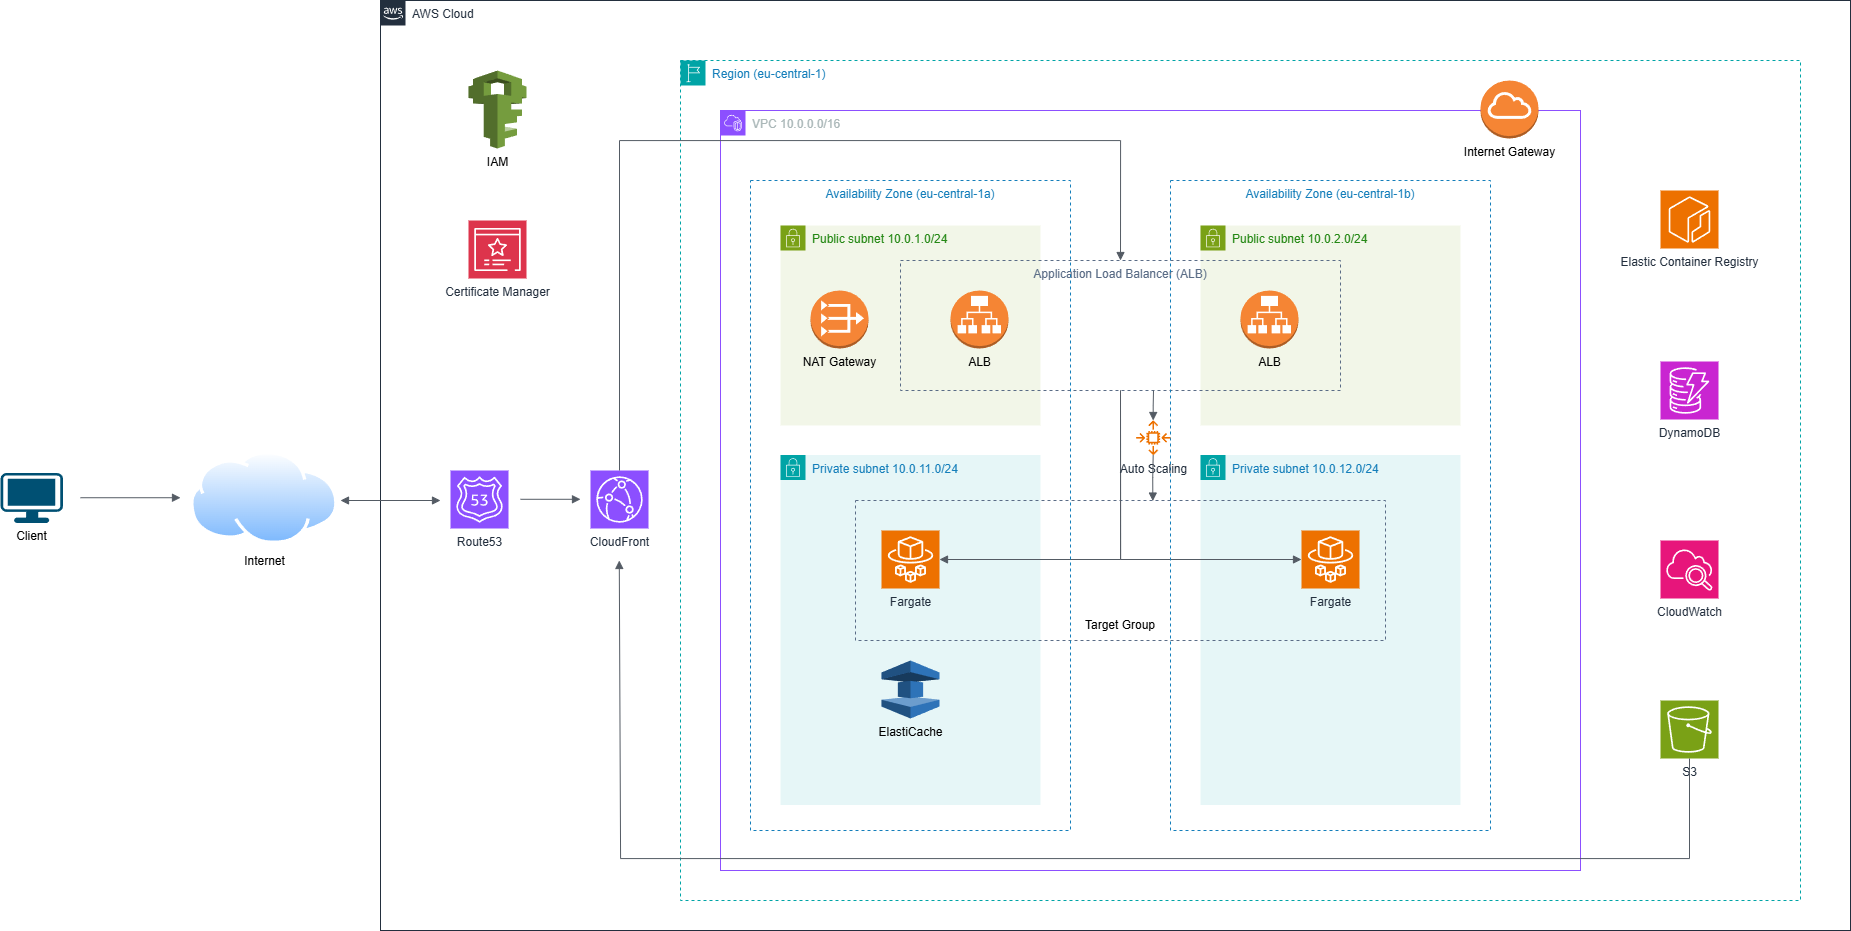 aws
AWS Cloud
Region (eu-central-1)
VPC 10.0.0.0/16
Internet Gateway
IAM
Certificate Manager
Availability Zone (eu-central-1a)
Availability Zone (eu-central-1b)
Public subnet 10.0.1.0/24
Public subnet 10.0.2.0/24
Application Load Balancer (ALB)
NAT Gateway
ALB
ALB
Elastic Container Registry
DynamoDB
Auto Scaling
Private subnet 10.0.11.0/24
Private subnet 10.0.12.0/24
Client
Internet
53
Route53
CloudFront
Fargate
Fargate
Target Group
CloudWatch
ElastiCache
S3